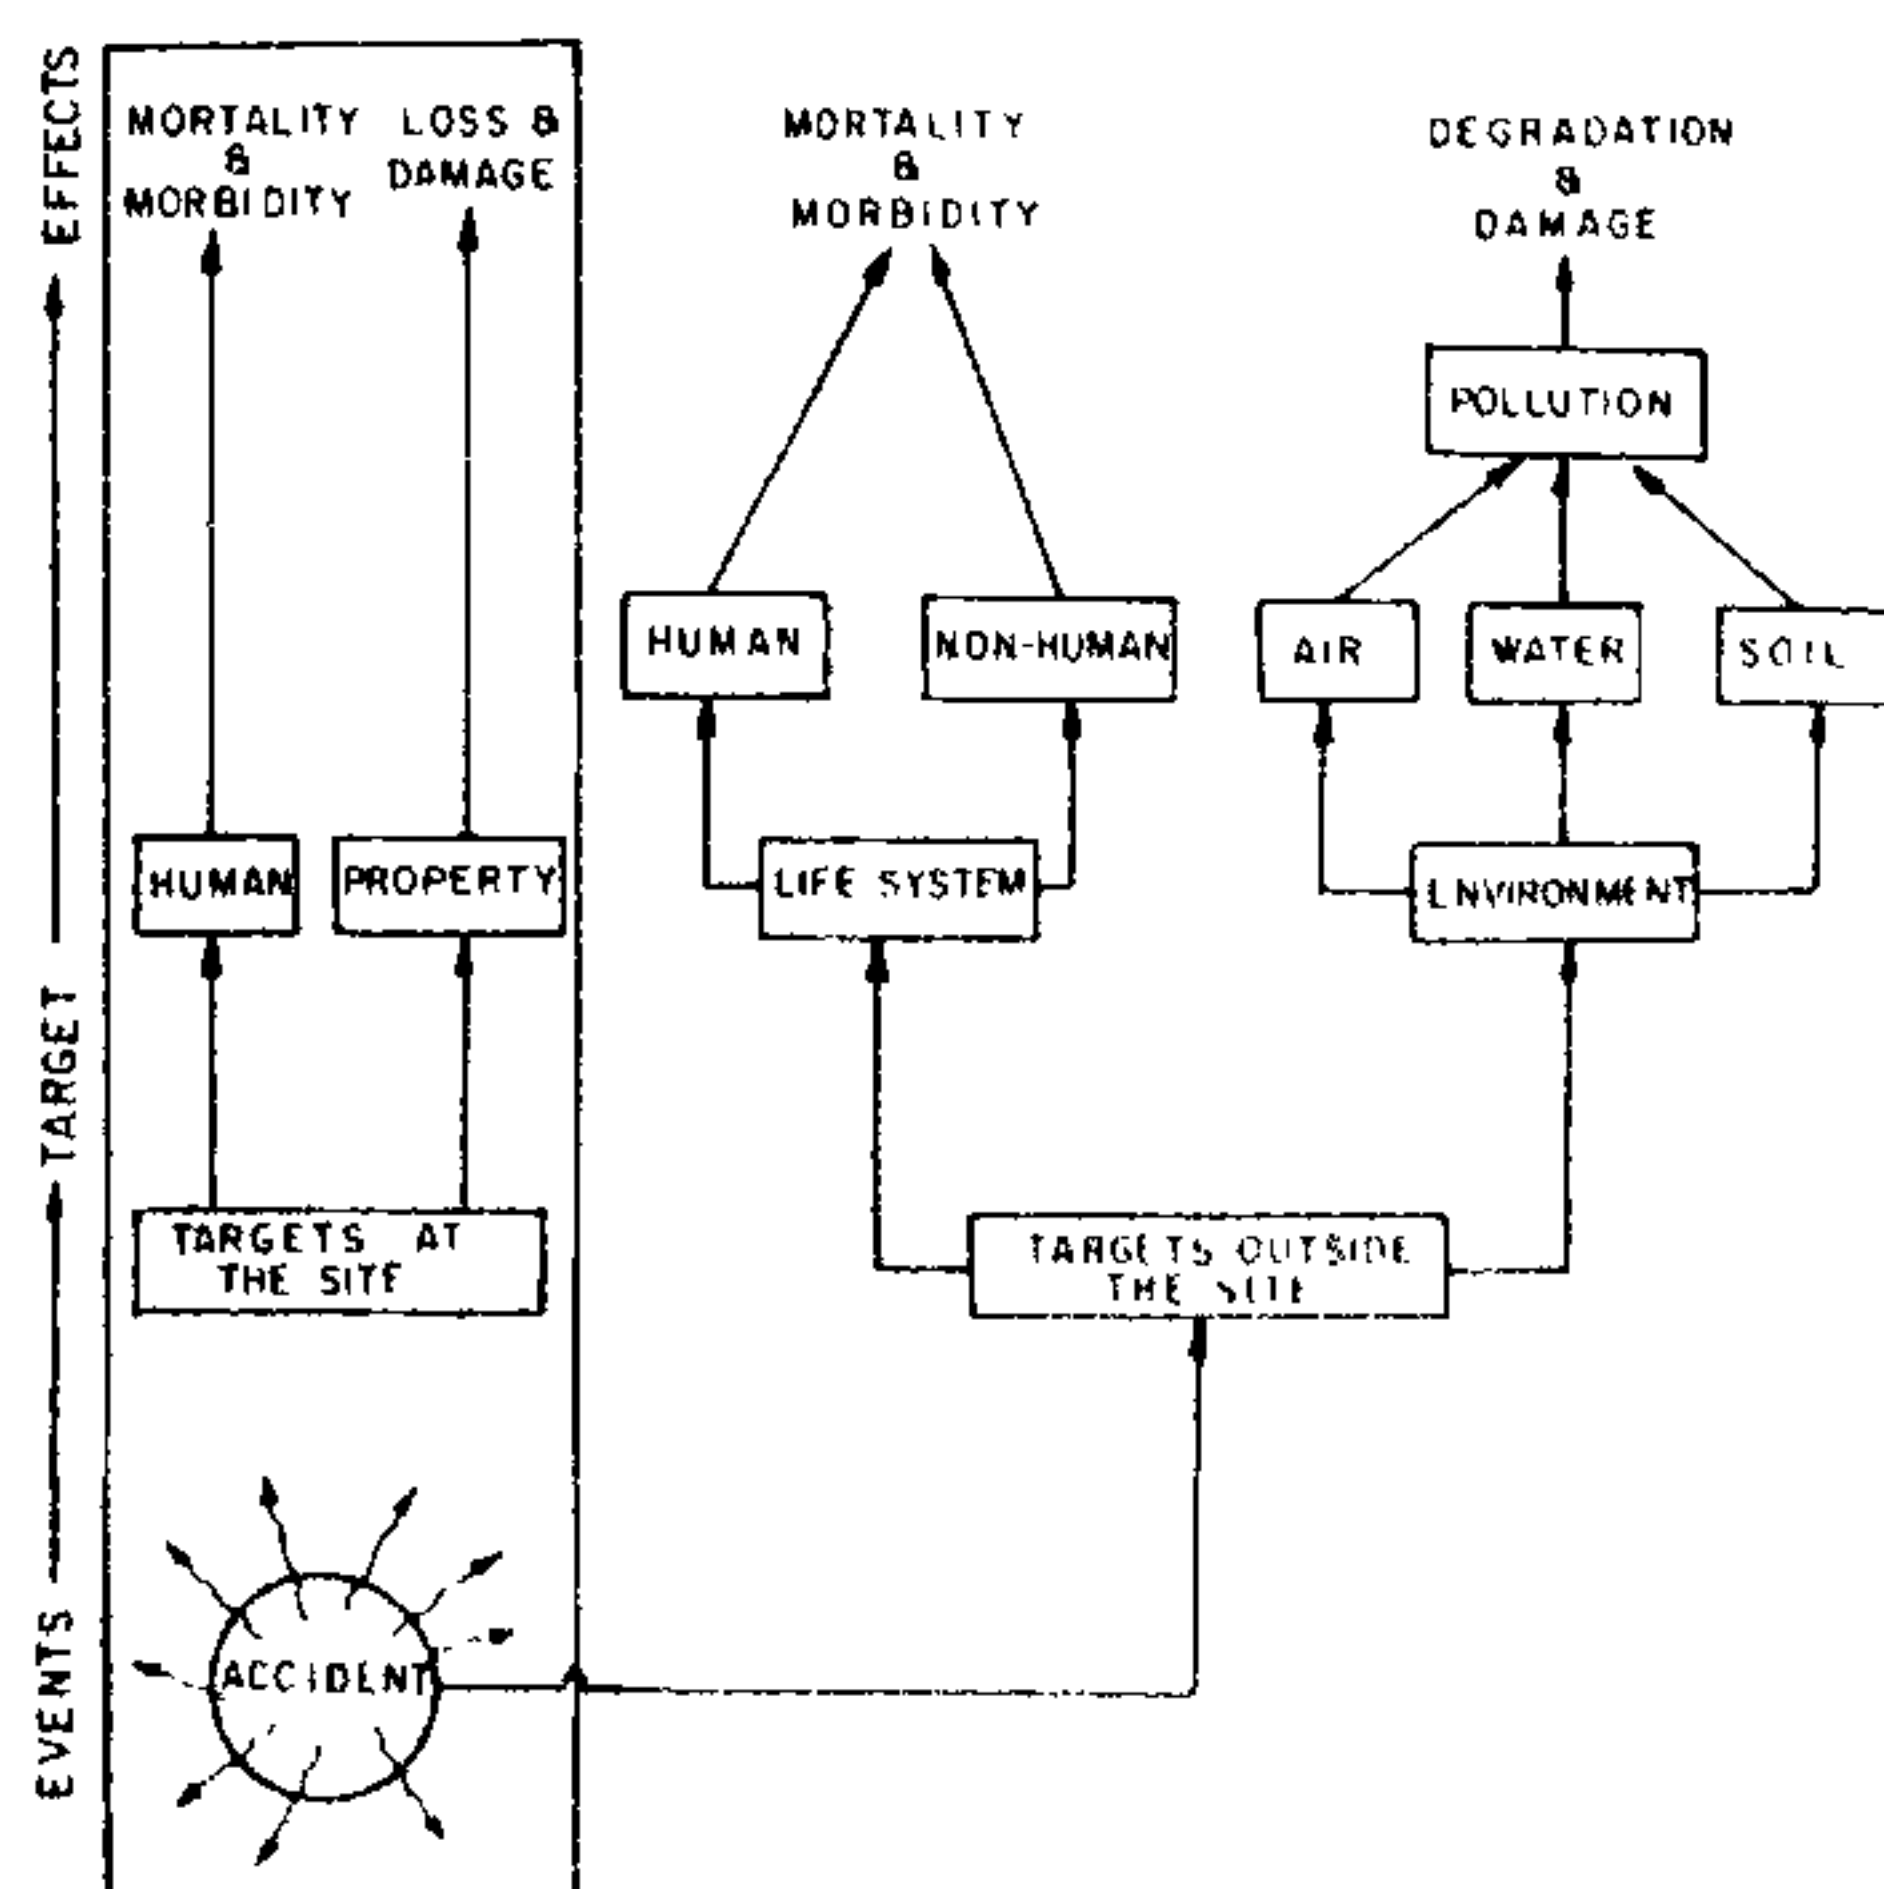 EFFECTS
TARGET
EVENTS
MORTALITY
&
MORBIDITY
LOSS &
DAMAGE
MORTALITY
&
MORBIDITY
DEGRADATION
&
DAMAGE
POLLUTION
HUMAN
NON-HUMAN
AIR
WATER
SOIL
HUMAN
PROPERTY
LIFE SYSTEM
ENVIRONMENT
TARGETS AT
THE SITE
TARGETS OUTSIDE
THE SITE
ACCIDENT